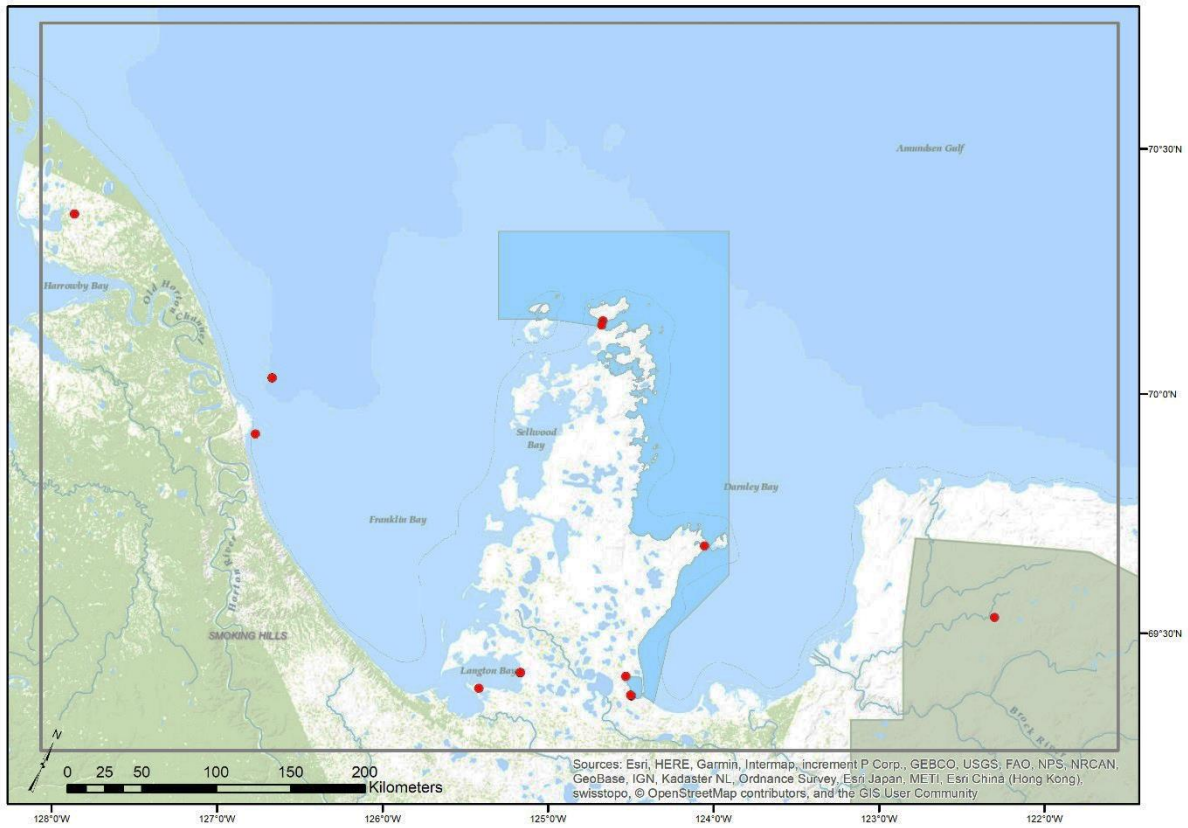 Amundsen Gulf
70°30'N
Harrowby Bay
Old Horton Channel
70°0'N
Sellwood
Bay
Darnley Bay
Franklin Bay
Horton River
SMOKING HILLS
69°30'N
Langton Bay
Brock River
N
0 25 50 100 150 200
Kilometers
Sources: Esri, HERE, Garmin, Intermap, increment P Corp., GEBCO, USGS, FAO, NPS, NRCAN,
GeoBase, IGN, Kadaster NL, Ordnance Survey, Esri Japan, METI, Esri China (Hong Kong),
swisstopo, © OpenStreetMap contributors, and the GIS User Community
128°0'W 127°0'W 126°0'W 125°0'W 124°0'W 123°0'W 122°0'W